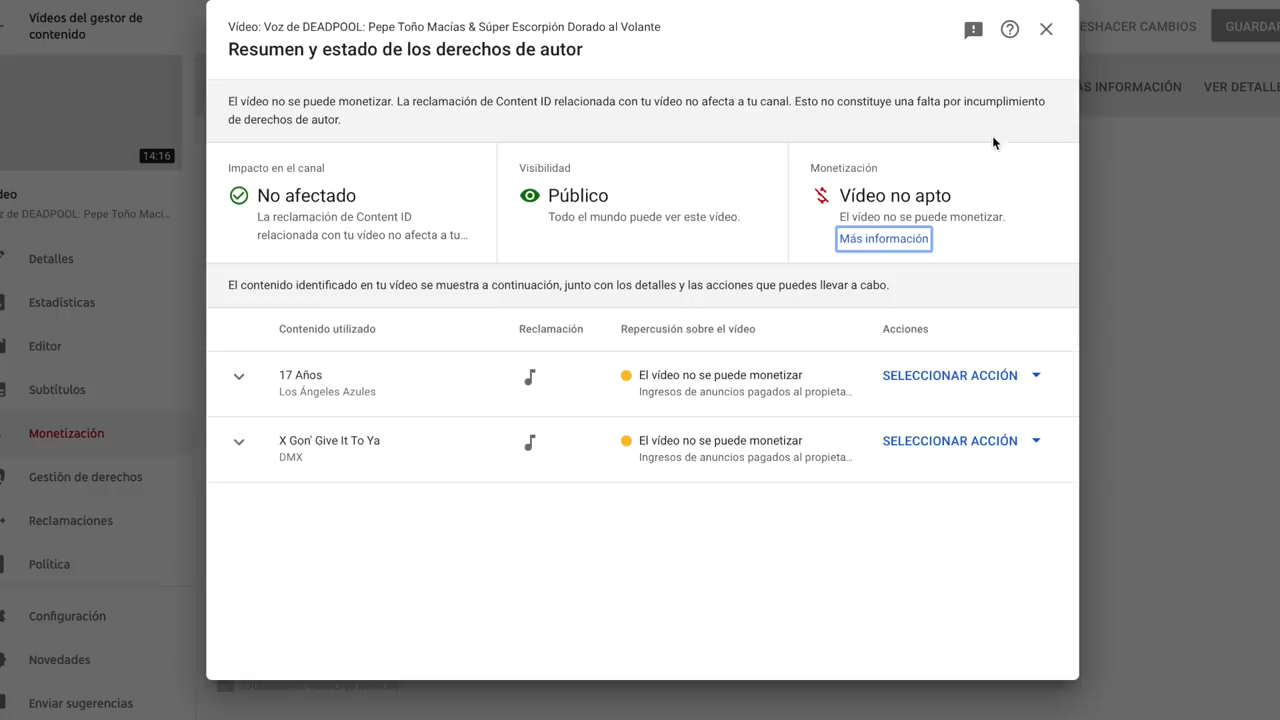 Vídeos del gestor de
contenido
14:16
deo
z de DEADPOOL: Pepe Toño Mací…
Detalles
Estadísticas
Editor
Subtítulos
Monetización
Gestión de derechos
Reclamaciones
Política
Configuración
Novedades
Enviar sugerencias
ESHACER CAMBIOS
GUARDAR
ÁS INFORMACIÓN
VER DETALLE
Vídeo: Voz de DEADPOOL: Pepe Toño Macías & Súper Escorpión Dorado al Volante
Resumen y estado de los derechos de autor
El vídeo no se puede monetizar. La reclamación de Content ID relacionada con tu vídeo no afecta a tu canal. Esto no constituye una falta por incumplimiento
de derechos de autor.
Impacto en el canal
No afectado
La reclamación de Content ID
relacionada con tu vídeo no afecta a tu…
Visibilidad
Público
Todo el mundo puede ver este vídeo.
Monetización
Vídeo no apto
El vídeo no se puede monetizar.
Más información
El contenido identificado en tu vídeo se muestra a continuación, junto con los detalles y las acciones que puedes llevar a cabo.
Contenido utilizado Reclamación Repercusión sobre el vídeo Acciones
17 Años El vídeo no se puede monetizar SELECCIONAR ACCIÓN
Los Ángeles Azules Ingresos de anuncios pagados al propieta…
X Gon' Give It To Ya El vídeo no se puede monetizar SELECCIONAR ACCIÓN
DMX Ingresos de anuncios pagados al propieta…